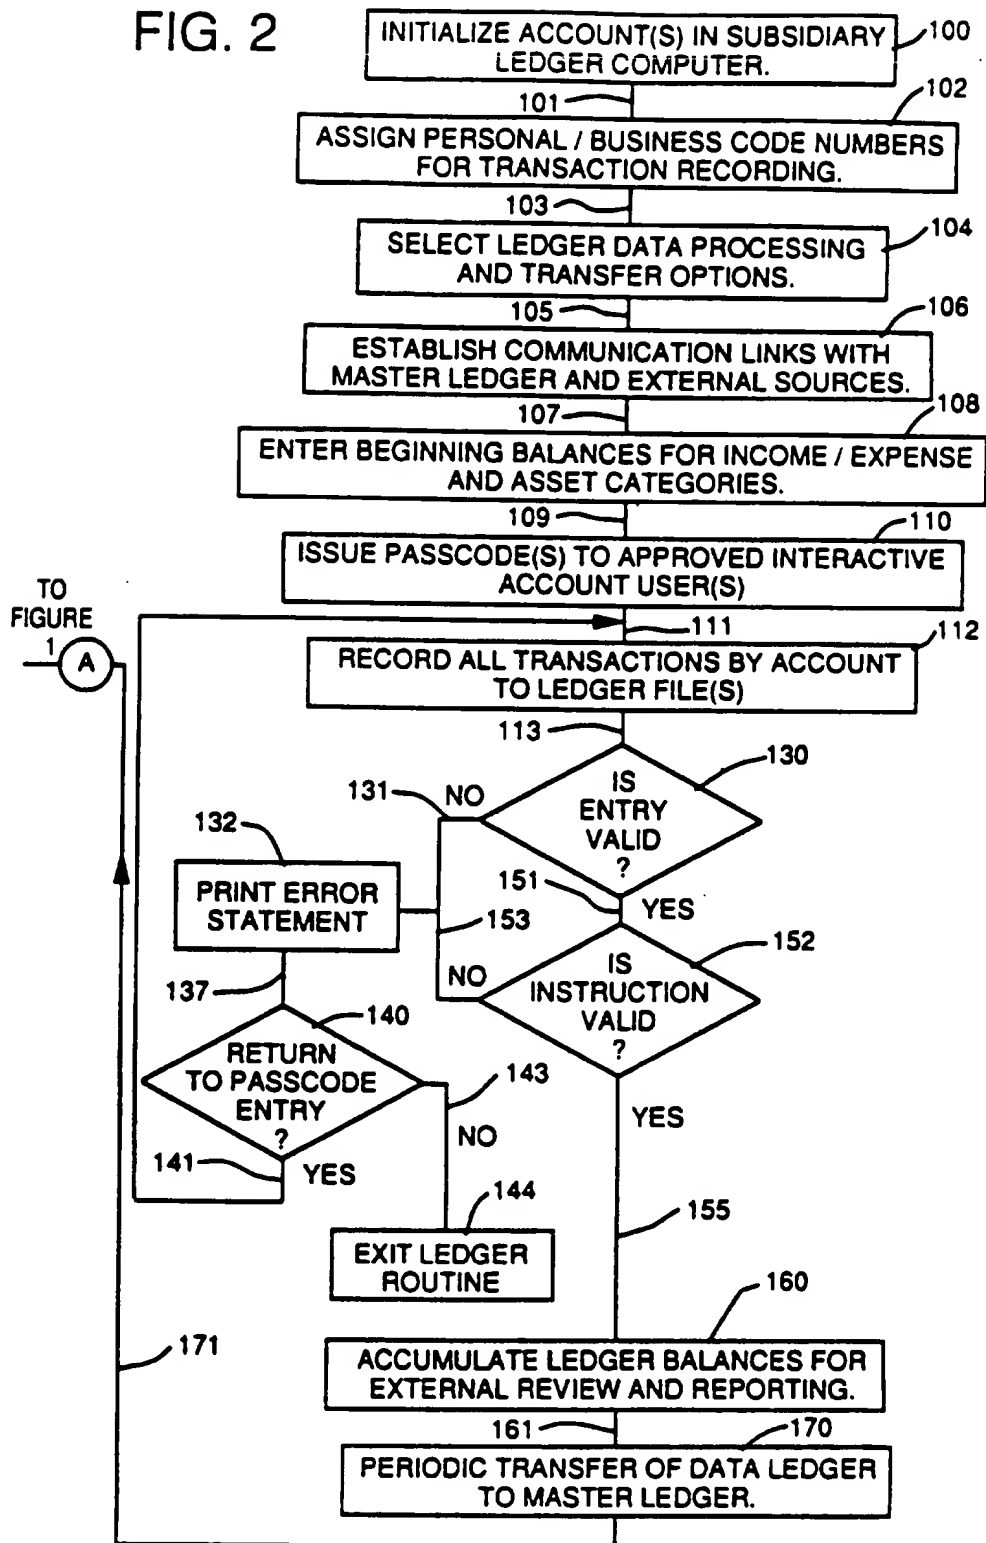 FIG. 2
INITIALIZE ACCOUNT(S) IN SUBSIDIARY
LEDGER COMPUTER.
100
101
102
ASSIGN PERSONAL / BUSINESS CODE NUMBERS
FOR TRANSACTION RECORDING.
103
104
SELECT LEDGER DATA PROCESSING
AND TRANSFER OPTIONS.
105
106
ESTABLISH COMMUNICATION LINKS WITH
MASTER LEDGER AND EXTERNAL SOURCES.
107
108
ENTER BEGINNING BALANCES FOR INCOME / EXPENSE
AND ASSET CATEGORIES.
109
110
ISSUE PASSCODE(S) TO APPROVED INTERACTIVE
ACCOUNT USER(S)
TO
FIGURE
1
A
111
112
RECORD ALL TRANSACTIONS BY ACCOUNT
TO LEDGER FILE(S)
113
130
IS
ENTRY
VALID
?
131
NO
132
PRINT ERROR
STATEMENT
151
YES
153
152
IS
INSTRUCTION
VALID
?
NO
137
140
RETURN
TO PASSCODE
ENTRY
?
143
NO
YES
141
YES
144
EXIT LEDGER
ROUTINE
155
160
171
ACCUMULATE LEDGER BALANCES FOR
EXTERNAL REVIEW AND REPORTING.
161
170
PERIODIC TRANSFER OF DATA LEDGER
TO MASTER LEDGER.